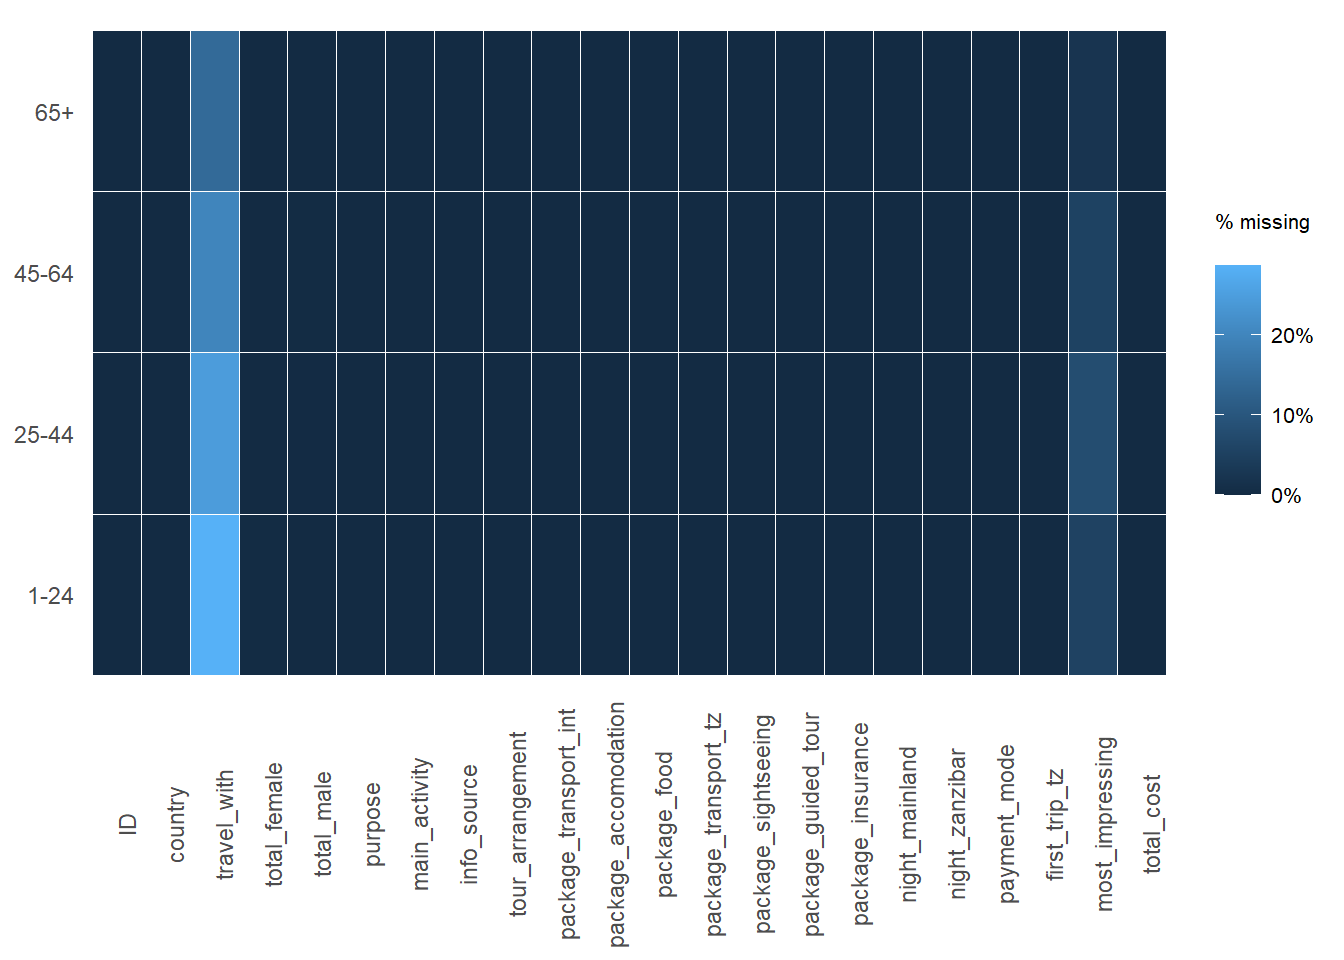 65+
45-64
25-44
1-24
% missing
20%
10%
0%
ID
country
travel_with
total_female
total_male
purpose
main_activity
info_source
tour_arrangement
package_transport_int
package_accomodation
package_food
package_transport_tz
package_sightseeing
package_guided_tour
package_insurance
night_mainland
night_zanzibar
payment_mode
first_trip_tz
most_impressing
total_cost